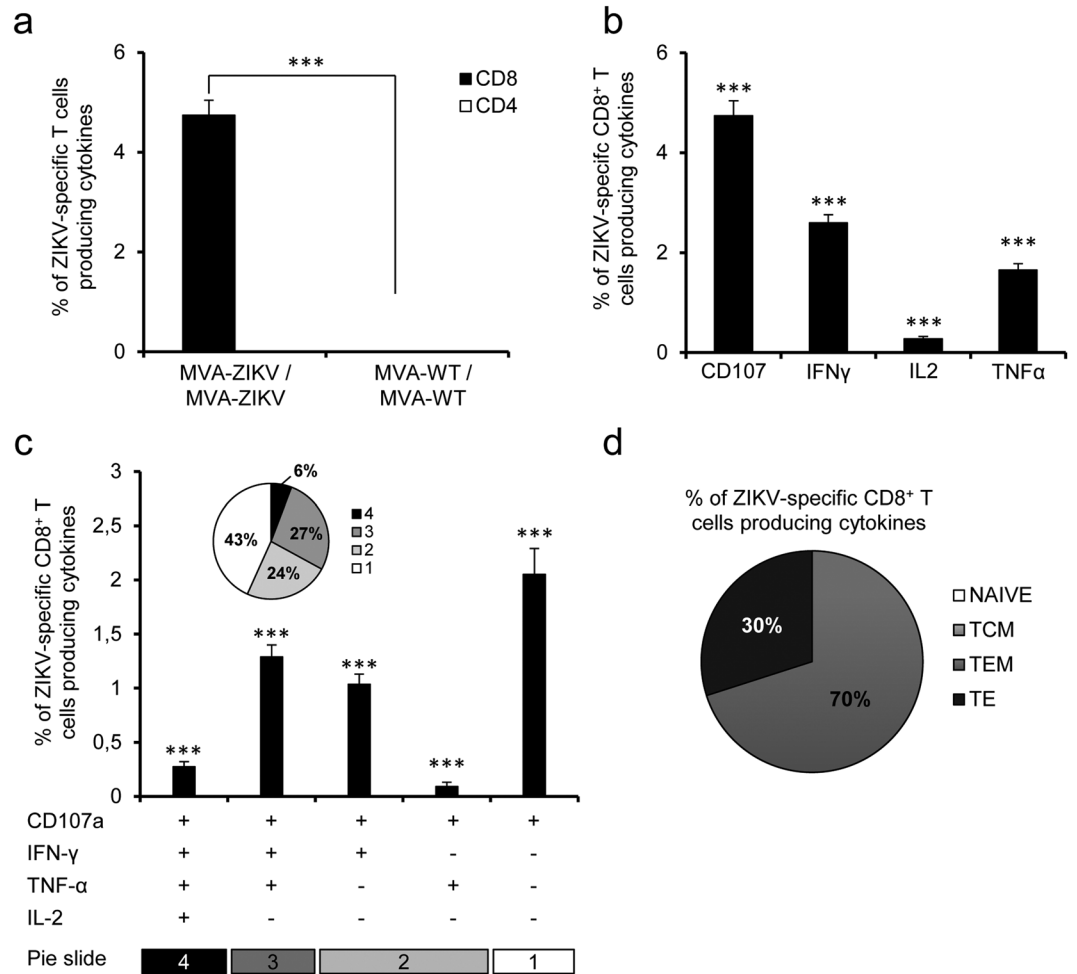 a
% of ZIKV-specific T cells
producing cytokines
6
4
2
0
***
CD8
CD4
MVA-ZIKV /
MVA-ZIKV
MVA-WT /
MVA-WT
b
% of ZIKV-specific CD8+ T
cells producing cytokines
6
4
2
0
***
***
***
***
CD107
IFNγ
IL2
TNFα
c
% of ZIKV-specific CD8+ T
cells producing cytokines
3
2,5
2
1,5
1
0,5
0
6%
27%
24%
43%
4
3
2
1
***
***
***
***
***
CD107a + + + + +
IFN-γ + + + - -
TNF-α + + - + -
IL-2 + - - - -
Pie slide 4 3 2 1
d
% of ZIKV-specific CD8+ T
cells producing cytokines
30%
70%
NAIVE
TCM
TEM
TE